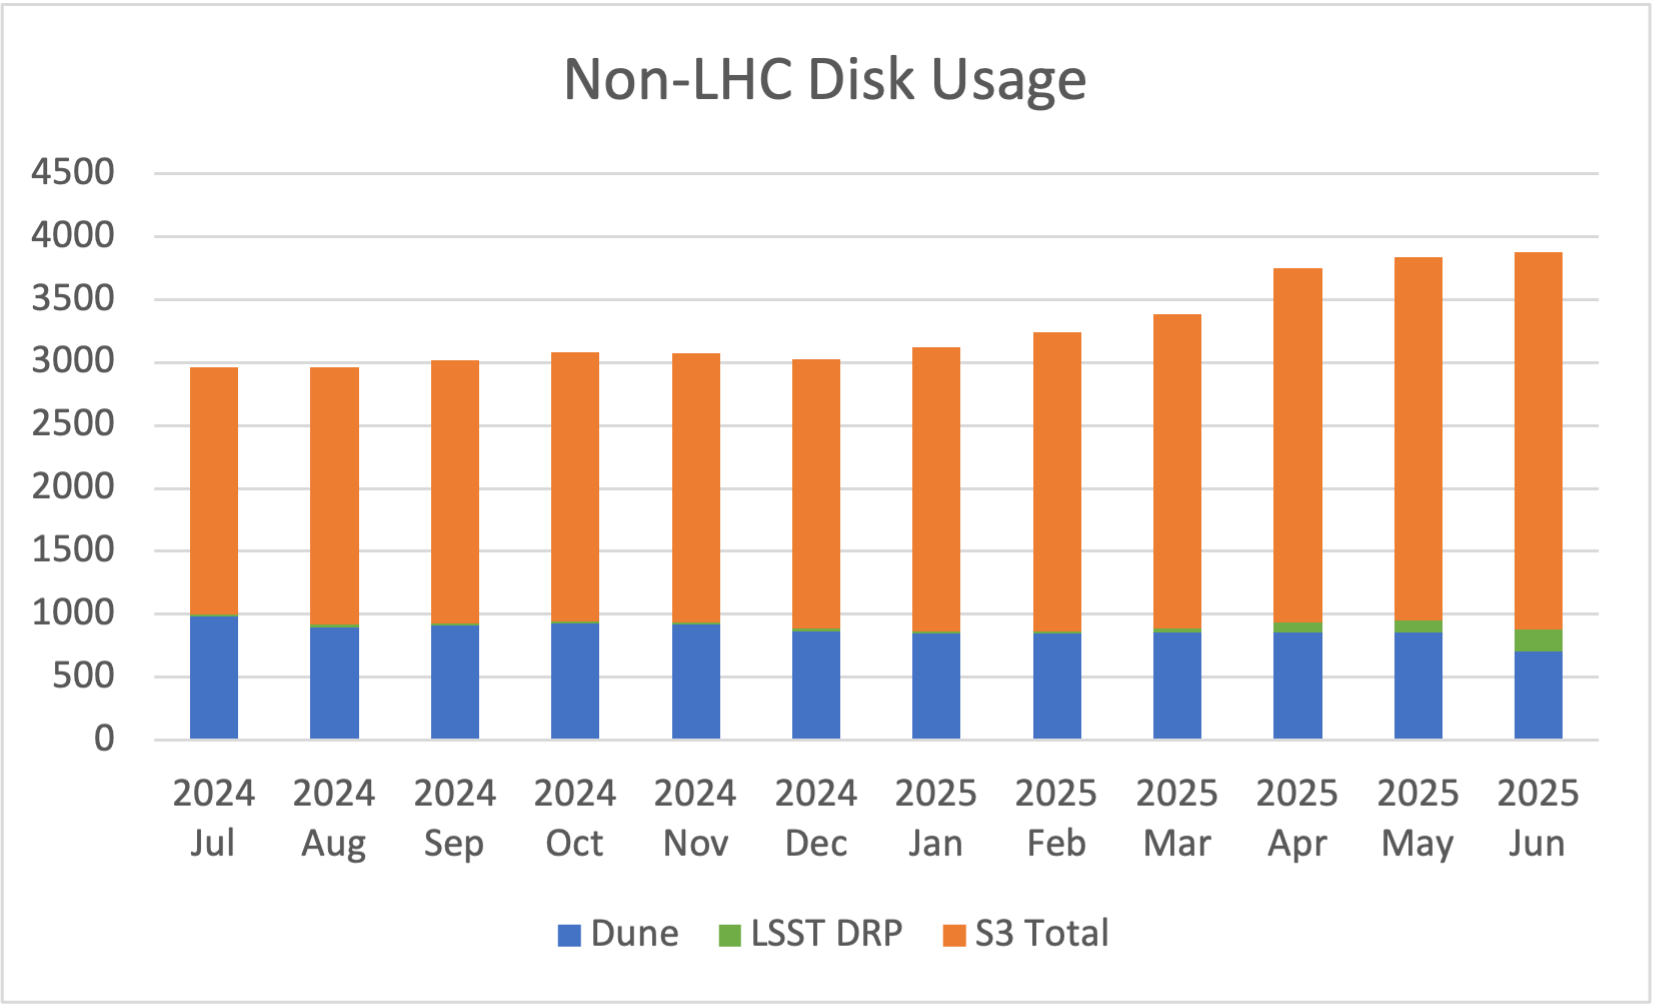 Non-LHC Disk Usage
4500
4000
3500
3000
2500
2000
1500
1000
500
0
2024 2024 2024 2024 2024 2024 2025 2025 2025 2025 2025 2025
Jul Aug Sep Oct Nov Dec Jan Feb Mar Apr May Jun
Dune LSST DRP S3 Total